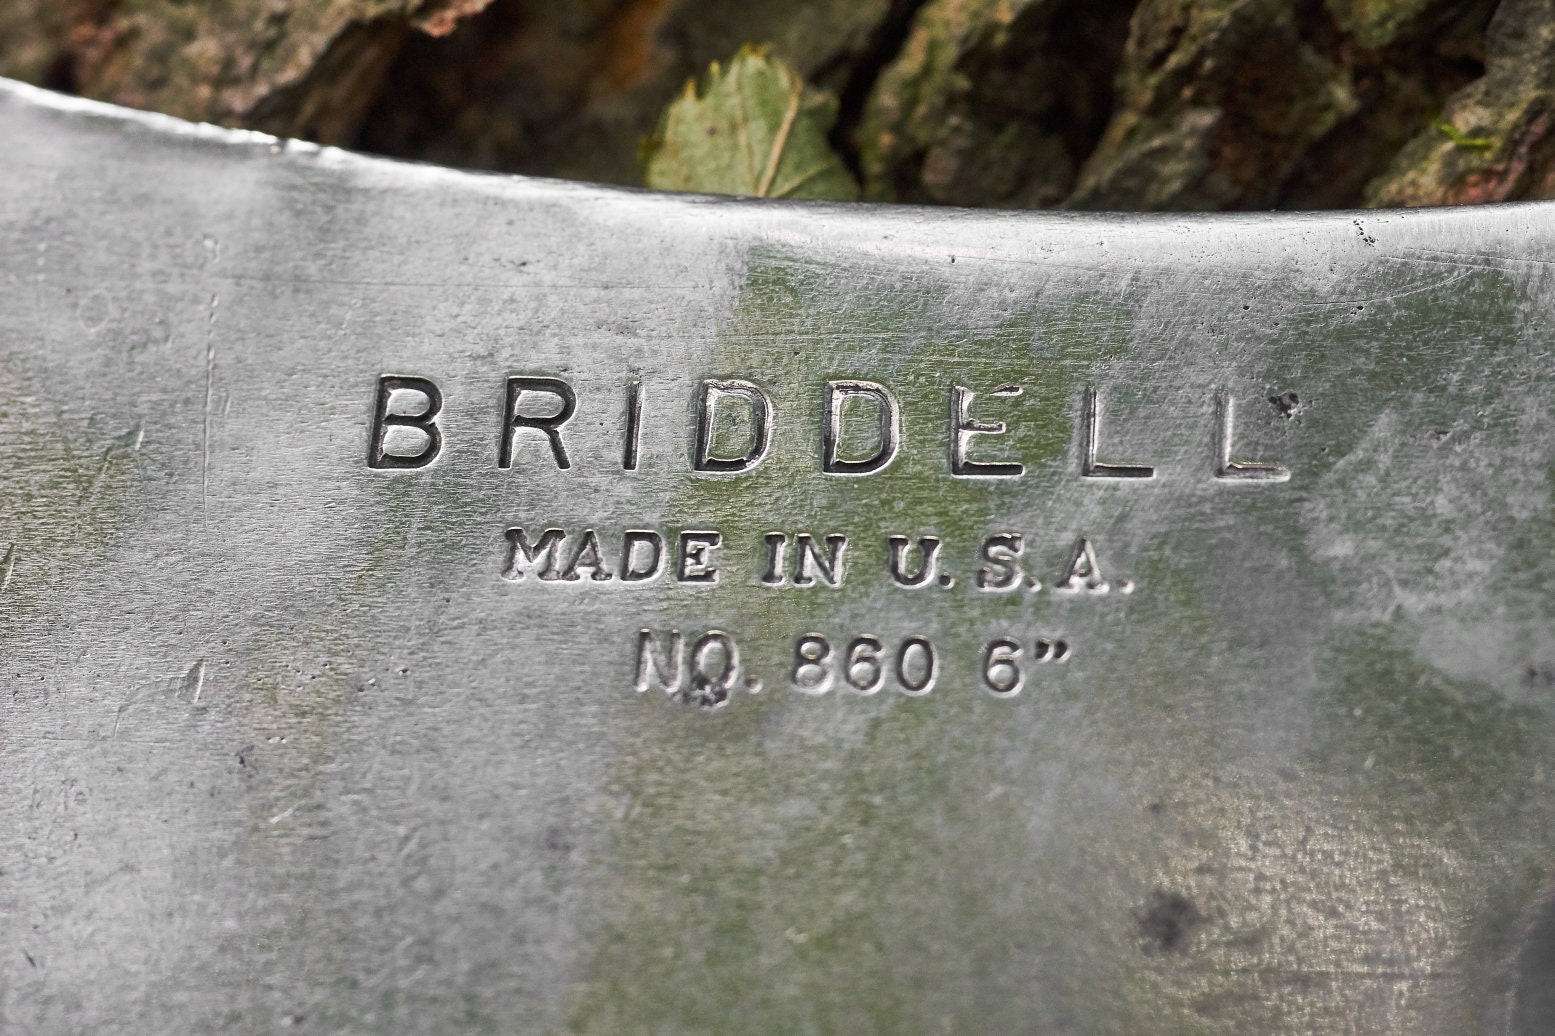 BRIDDELL
MADE IN U.S.A.
NO. 860 6”